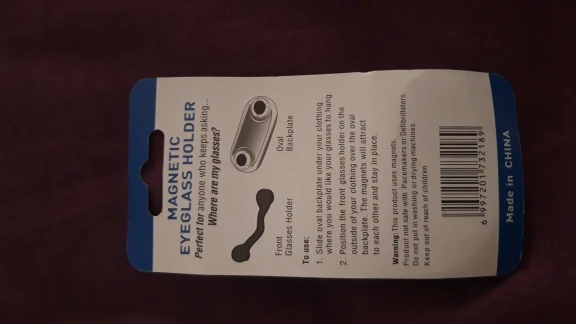 MAGNETIC
EYEGLASS HOLDER
Perfect for anyone who keeps asking...
Where are my glasses?
Front
Glasses Holder
Oval
Backplate
To use:
1. Slide oval backplate under your clothing
where you would like your glasses to hang.
2. Position the front glasses holder on the
outside of your clothing over the oval
backplate. The magnets will attract
to each other and stay in place.
Warning: This product uses magnets.
Product not safe with Pacemakers or Defibrillators.
Do not put in washing or drying machines.
Keep out of reach of children.
6 997201 737189
Made in CHINA